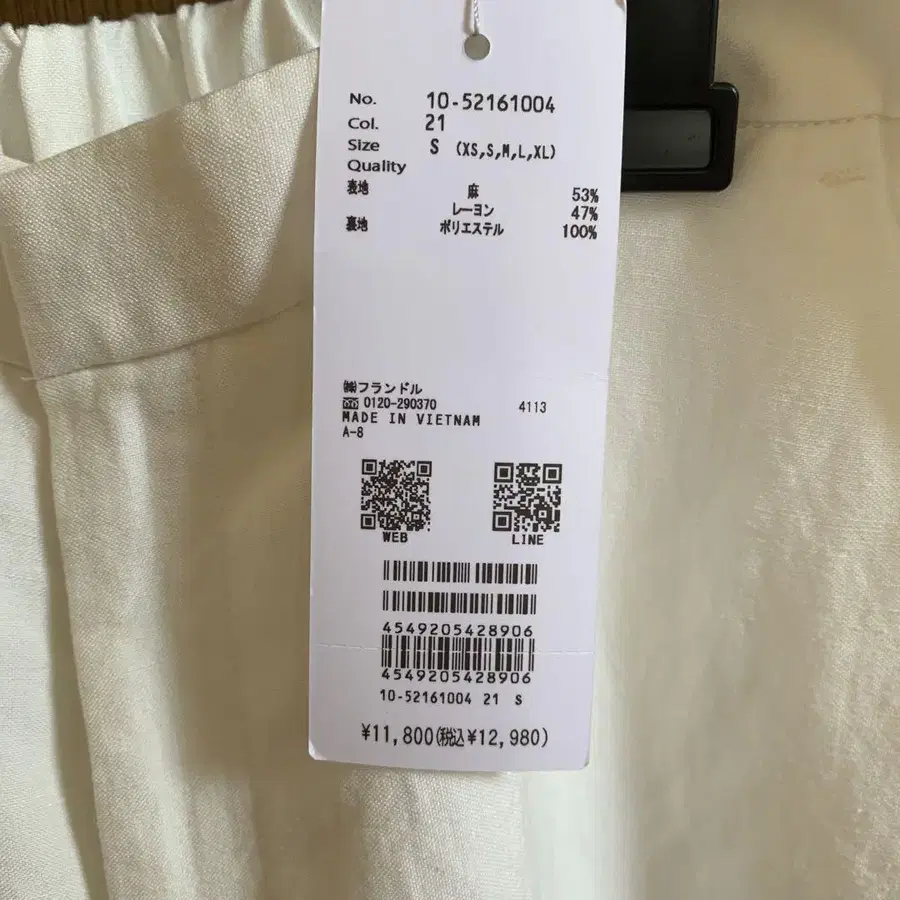 No. 10-52161004
Col. 21
Size S (XS,S,M,L,XL)
Quality
表地 麻 53%
レーヨン 47%
裏地 ポリエステル 100%
㈱フランドル
0120-290370 4113
MADE IN VIETNAM
A-8
WEB LINE
4549205428906
4549205428906
10-52161004 21 S
¥11,800(税込¥12,980)